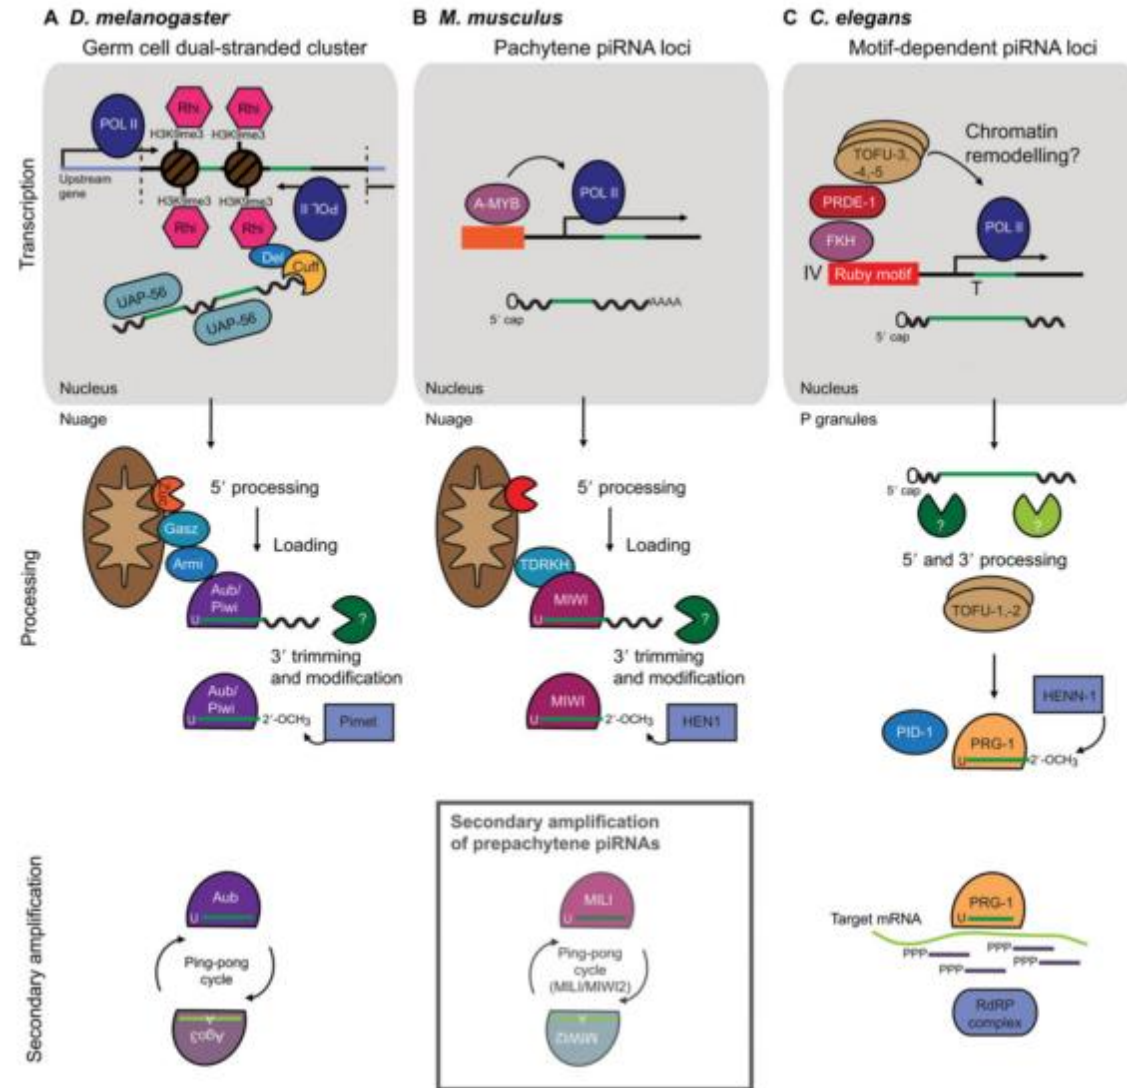 A D. melanogaster
Germ cell dual-stranded cluster
B M. musculus
Pachytene piRNA loci
C C. elegans
Motif-dependent piRNA loci
Transcription
POL II
Rhi
Rhi
H3K9me3
H3K9me3
Upstream
gene
H3K9me3
H3K9me3
POL II
Rhi
Rhi
Del
Cuff
UAP-56
UAP-56
Nucleus
A-MYB
POL II
5′ cap
AAAA
Nucleus
TOFU-3,
-4,-5
Chromatin
remodelling?
PRDE-1
FKH
POL II
IV
Ruby motif
T
5′ cap
Nucleus
Processing
Nuage
Zuc
5′ processing
Gasz
Armi
Loading
Aub/
Piwi
U
?
3′ trimming
and modification
Aub/
Piwi
U
2′-OCH3
Pimet
Nuage
5′ processing
Loading
TDRKH
MIWI
U
?
3′ trimming
and modification
MIWI
U
2′-OCH3
HEN1
P granules
5′ cap
?
?
5′ and 3′ processing
TOFU-1,-2
HENN-1
PID-1
PRG-1
U
2′-OCH3
Secondary amplification
Aub
U
Ping-pong
cycle
A
Ago3
Secondary amplification
of prepachytene piRNAs
MILI
U
Ping-pong
cycle
(MILI/MIWI2)
A
MIWI2
PRG-1
U
Target mRNA
PPP
PPP
PPP
PPP
RdRP
complex